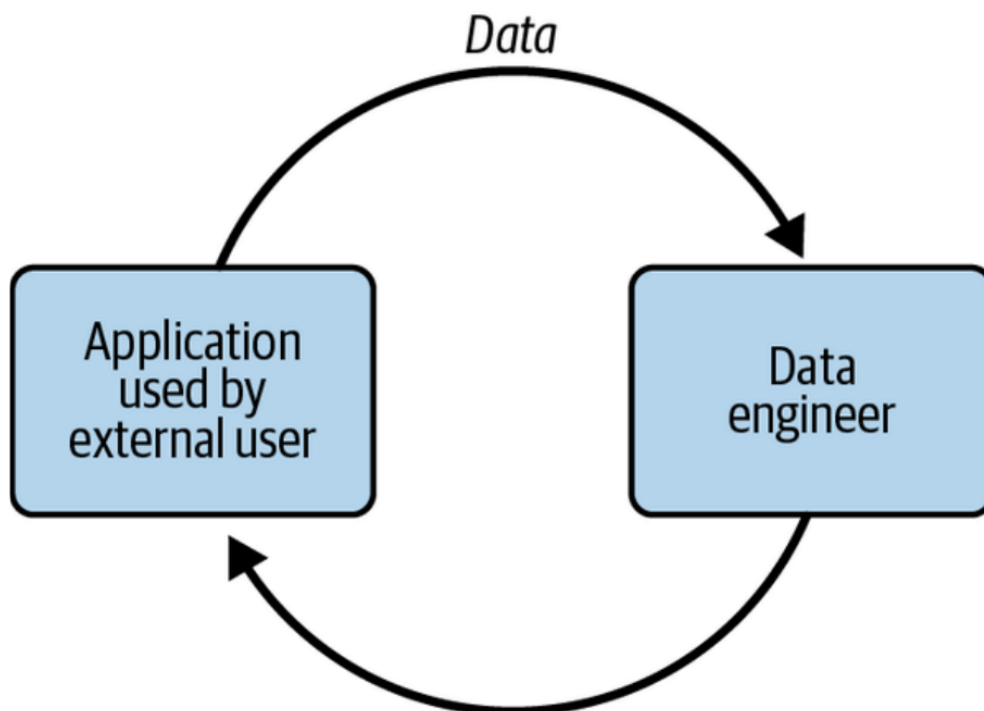 Data
Application
used by
external user
Data
engineer